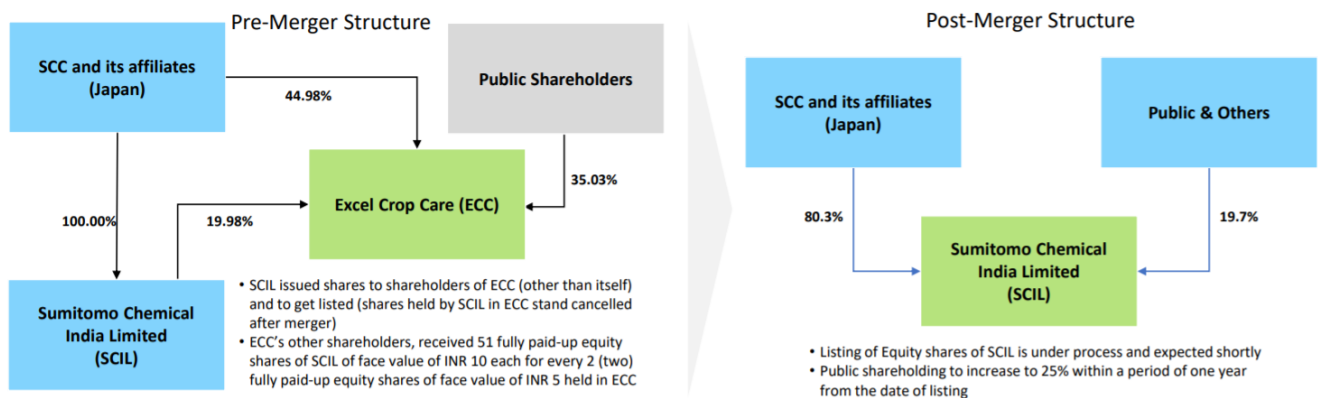 Pre-Merger Structure
SCC and its affiliates
(Japan)
44.98%
Public Shareholders
35.03%
Excel Crop Care (ECC)
100.00%
19.98%
Sumitomo Chemical
India Limited
(SCIL)
• SCIL issued shares to shareholders of ECC (other than itself)
and to get listed (shares held by SCIL in ECC stand cancelled
after merger)
• ECC’s other shareholders, received 51 fully paid-up equity
shares of SCIL of face value of INR 10 each for every 2 (two)
fully paid-up equity shares of face value of INR 5 held in ECC
Post-Merger Structure
SCC and its affiliates
(Japan)
Public & Others
80.3%
19.7%
Sumitomo Chemical
India Limited
(SCIL)
• Listing of Equity shares of SCIL is under process and expected shortly
• Public shareholding to increase to 25% within a period of one year
from the date of listing